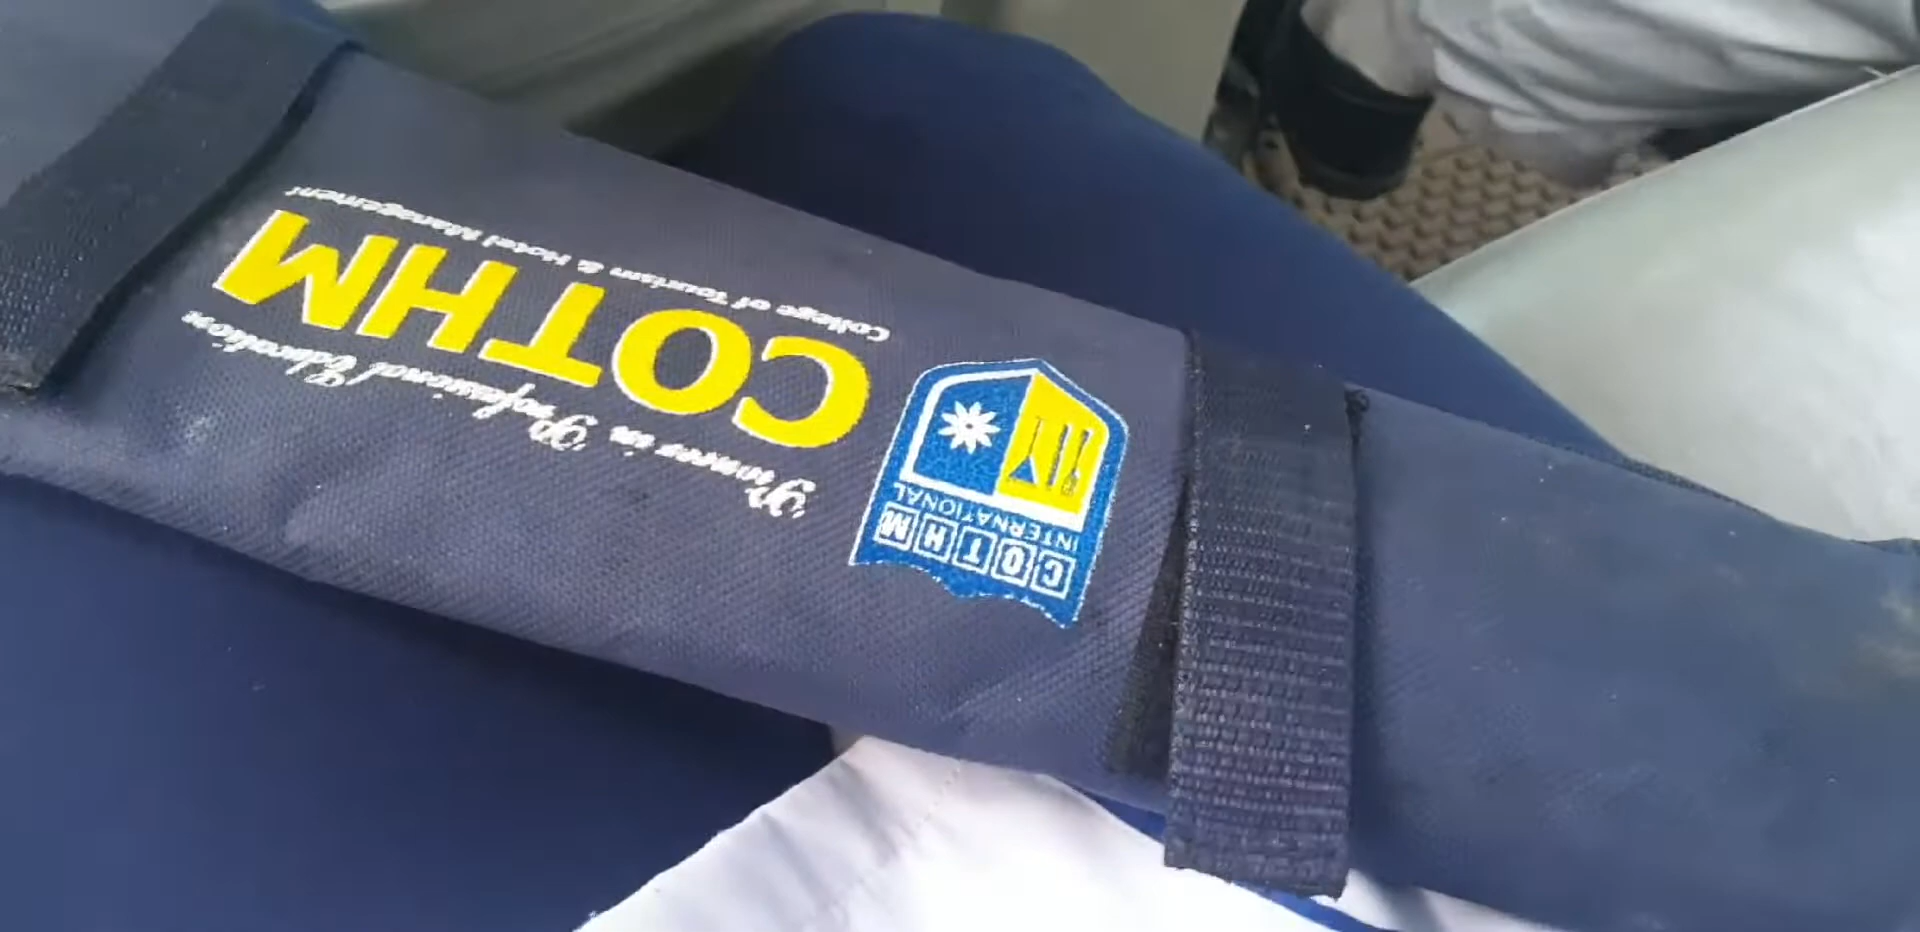 COTHM
INTERNATIONAL
Pioneers in Professional Education
COTHM
College of Tourism & Hotel Management